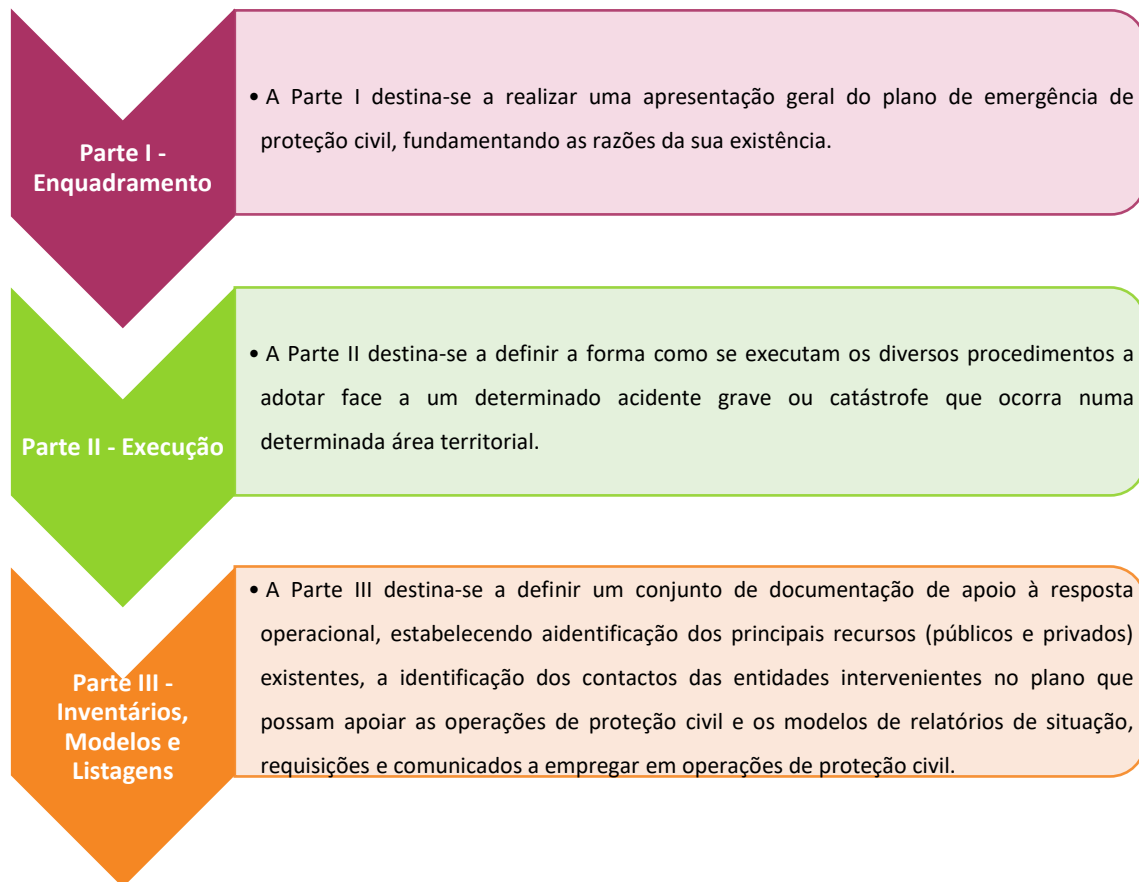 Parte I -
Enquadramento
• A Parte I destina-se a realizar uma apresentação geral do plano de emergência de
proteção civil, fundamentando as razões da sua existência.
Parte II - Execução
• A Parte II destina-se a definir a forma como se executam os diversos procedimentos a
adotar face a um determinado acidente grave ou catástrofe que ocorra numa
determinada área territorial.
Parte III -
Inventários,
Modelos e
Listagens
• A Parte III destina-se a definir um conjunto de documentação de apoio à resposta
operacional, estabelecendo aidentificação dos principais recursos (públicos e privados)
existentes, a identificação dos contactos das entidades intervenientes no plano que
possam apoiar as operações de proteção civil e os modelos de relatórios de situação,
requisições e comunicados a empregar em operações de proteção civil.